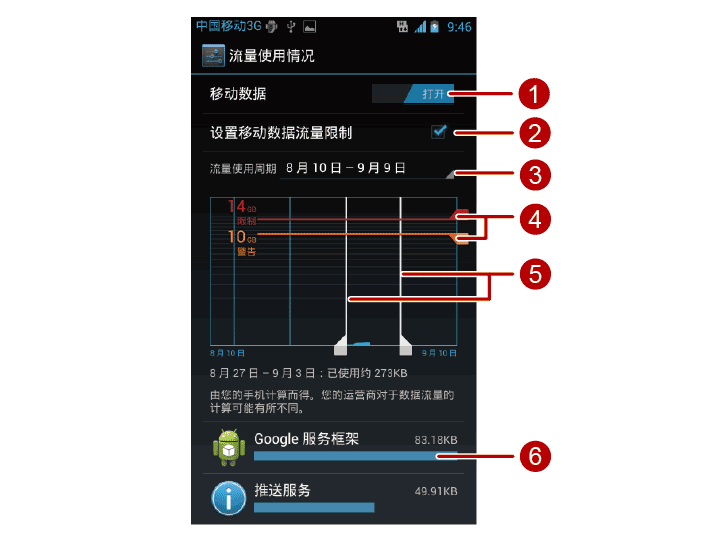 中国移动3G 9:46
流量使用情况
移动数据 打开 1
设置移动数据流量限制 2
流量使用周期 8月10日 – 9月9日 3
14GB
限制 4
10GB
警告
5
8月10日 9月10日
8月27日 – 9月3日：已使用约 273KB
由您的手机计算而得。您的运营商对于数据流量的
计算可能有所不同。
Google 服务框架 83.18KB
6
推送服务 49.91KB